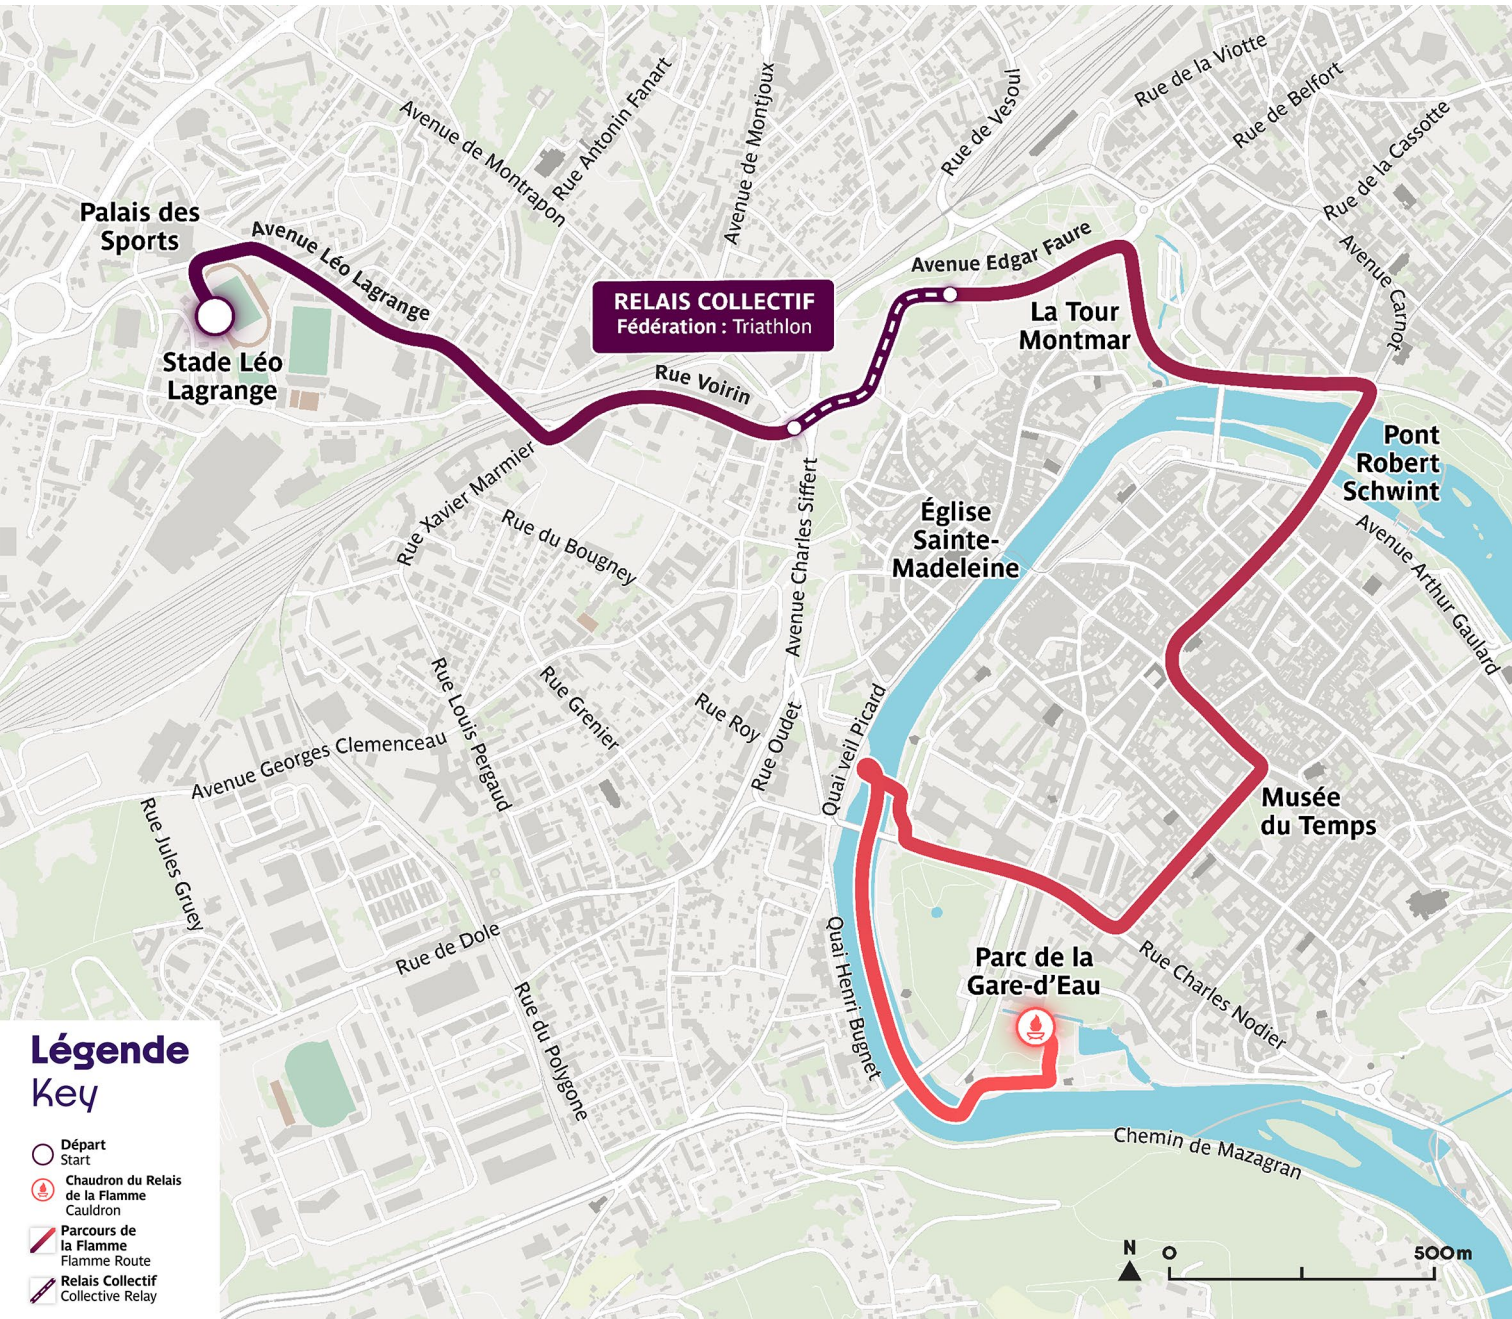 Rue de la Viotte
Rue de Belfort
Rue de la Cassotte
Rue de Vesoul
Avenue de Montjoux
Rue Antonin Fanart
Avenue de Montrapon
Palais des
Sports
Avenue Léo Lagrange
Avenue Edgar Faure
Avenue Carnot
RELAIS COLLECTIF
Fédération : Triathlon
La Tour
Montmar
Stade Léo
Lagrange
Rue Voirin
Pont
Robert
Schwint
Rue Xavier Marmier
Rue du Bougney
Avenue Charles Siffert
Église
Sainte-
Madeleine
Avenue Arthur Gaulard
Rue Louis Pergaud
Rue Grenier
Rue Roy
Rue Oudet
Quai veil Picard
Avenue Georges Clemenceau
Rue Jules Gruey
Musée
du Temps
Rue de Dole
Quai Henri Bugnet
Parc de la
Gare-d'Eau
Rue Charles Nodier
Rue du Polygone
Chemin de Mazagran
Légende
Key
Départ
Start
Chaudron du Relais
de la Flamme
Cauldron
Parcours de
la Flamme
Flamme Route
Relais Collectif
Collective Relay
N
0
500m